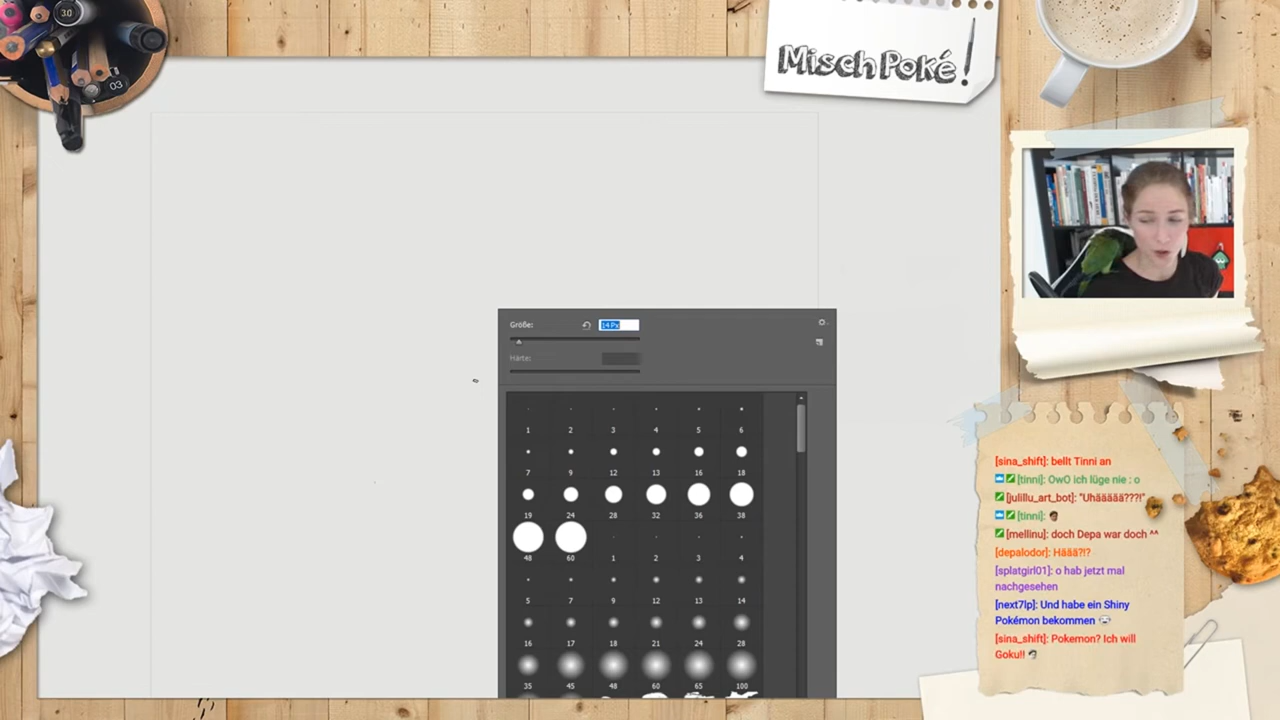 3.0
03
Misch Poké!
Größe:
14 Px
Härte:
1 2 3 4 5 6
7 9 12 13 16 18
19 24 28 32 36 38
48 60 1 2 3 4
5 7 9 12 13 14
16 17 18 21 24 28
35 45 48 60 65 100
[sina_shift]: bellt Tinni an
[tinni]: OwO ich lüge nie : o
[julillu_art_bot]: "Uhäääää???!"
[tinni]:
[mellinu]: doch Depa war doch ^^
[depalodor]: Häää?!?
[splatgirl01]: o hab jetzt mal
nachgesehen
[next7lp]: Und habe ein Shiny
Pokémon bekommen
[sina_shift]: Pokemon? Ich will
Goku!!